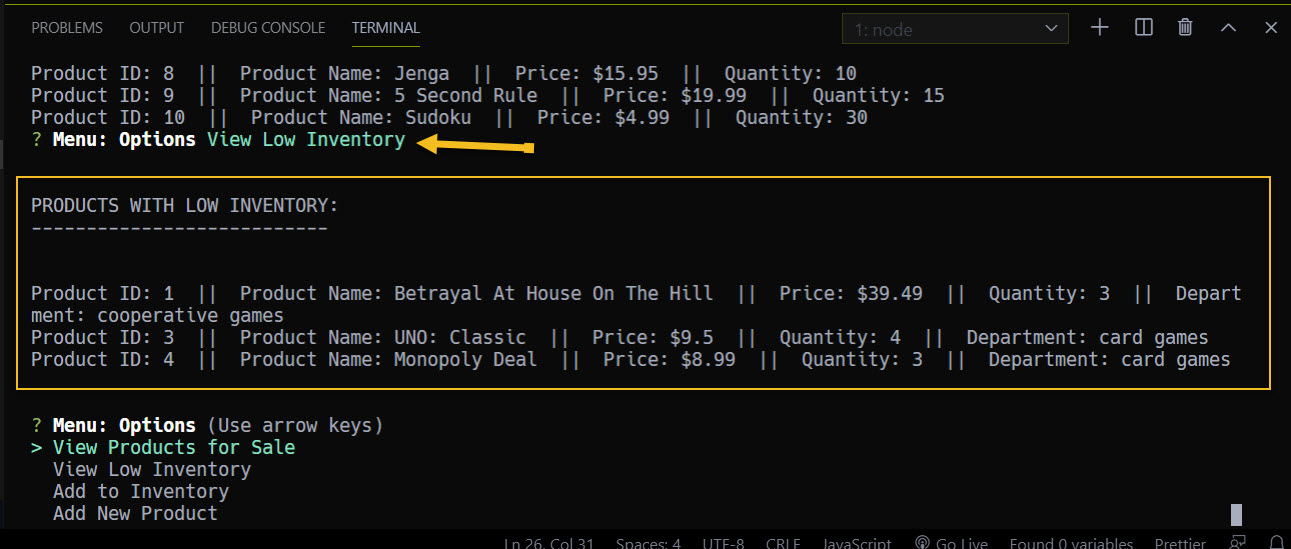 PROBLEMS OUTPUT DEBUG CONSOLE TERMINAL 1: node
Product ID: 8 || Product Name: Jenga || Price: $15.95 || Quantity: 10
Product ID: 9 || Product Name: 5 Second Rule || Price: $19.99 || Quantity: 15
Product ID: 10 || Product Name: Sudoku || Price: $4.99 || Quantity: 30
? Menu: Options View Low Inventory
PRODUCTS WITH LOW INVENTORY:
---------------------------
Product ID: 1 || Product Name: Betrayal At House On The Hill || Price: $39.49 || Quantity: 3 || Depart
ment: cooperative games
Product ID: 3 || Product Name: UNO: Classic || Price: $9.5 || Quantity: 4 || Department: card games
Product ID: 4 || Product Name: Monopoly Deal || Price: $8.99 || Quantity: 3 || Department: card games
? Menu: Options (Use arrow keys)
> View Products for Sale
View Low Inventory
Add to Inventory
Add New Product
Ln 26, Col 31 Spaces: 4 UTF-8 CRLF JavaScript Go Live Found 0 variables Prettier